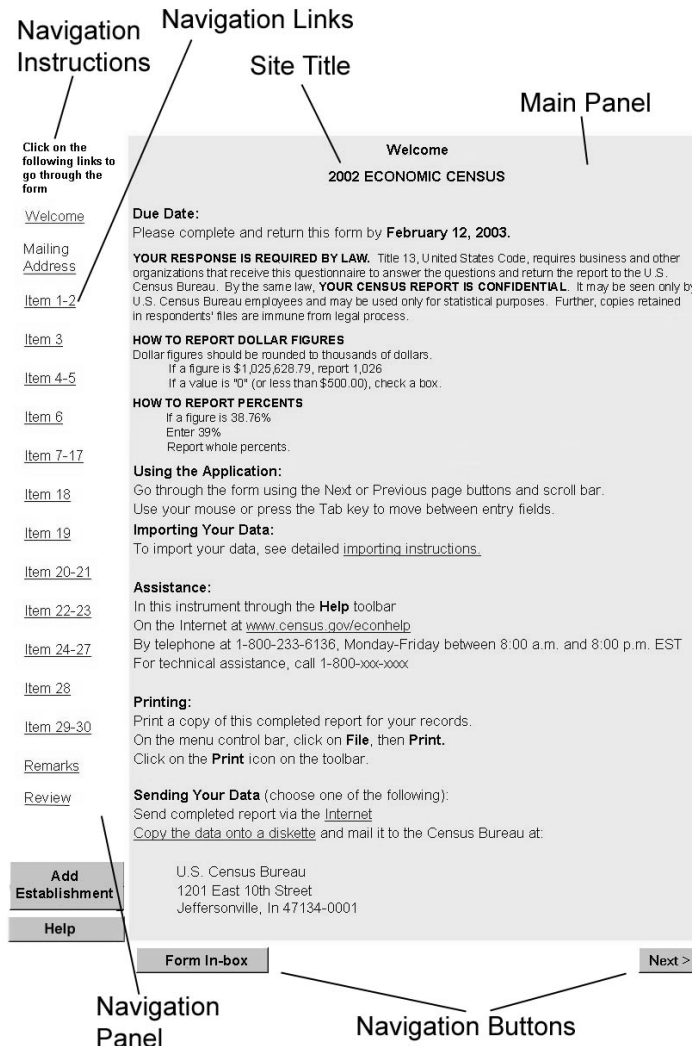 Navigation Instructions
Navigation Links
Site Title
Main Panel
Click on the
following links to
go through the
form
Welcome
Mailing
Address
Item 1-2
Item 3
Item 4-5
Item 6
Item 7-17
Item 18
Item 19
Item 20-21
Item 22-23
Item 24-27
Item 28
Item 29-30
Remarks
Review
Add
Establishment
Help
Welcome
2002 ECONOMIC CENSUS
Due Date:
Please complete and return this form by February 12, 2003.
YOUR RESPONSE IS REQUIRED BY LAW. Title 13, United States Code, requires business and other
organizations that receive this questionnaire to answer the questions and return the report to the U.S.
Census Bureau. By the same law, YOUR CENSUS REPORT IS CONFIDENTIAL. It may be seen only by
U.S. Census Bureau employees and may be used only for statistical purposes. Further, copies retained
in respondents' files are immune from legal process.
HOW TO REPORT DOLLAR FIGURES
Dollar figures should be rounded to thousands of dollars.
If a figure is $1,025,628.79, report 1,026
If a value is "0" (or less than $500.00), check a box.
HOW TO REPORT PERCENTS
If a figure is 38.76%
Enter 39%
Report whole percents.
Using the Application:
Go through the form using the Next or Previous page buttons and scroll bar.
Use your mouse or press the Tab key to move between entry fields.
Importing Your Data:
To import your data, see detailed importing instructions.
Assistance:
In this instrument through the Help toolbar
On the Internet at www.census.gov/econhelp
By telephone at 1-800-233-6136, Monday-Friday between 8:00 a.m. and 8:00 p.m. EST
For technical assistance, call 1-800-xxx-xxxx
Printing:
Print a copy of this completed report for your records.
On the menu control bar, click on File, then Print.
Click on the Print icon on the toolbar.
Sending Your Data (choose one of the following):
Send completed report via the Internet
Copy the data onto a diskette and mail it to the Census Bureau at:
U.S. Census Bureau
1201 East 10th Street
Jeffersonville, In 47134-0001
Form In-box
Next >
Navigation
Panel
Navigation Buttons